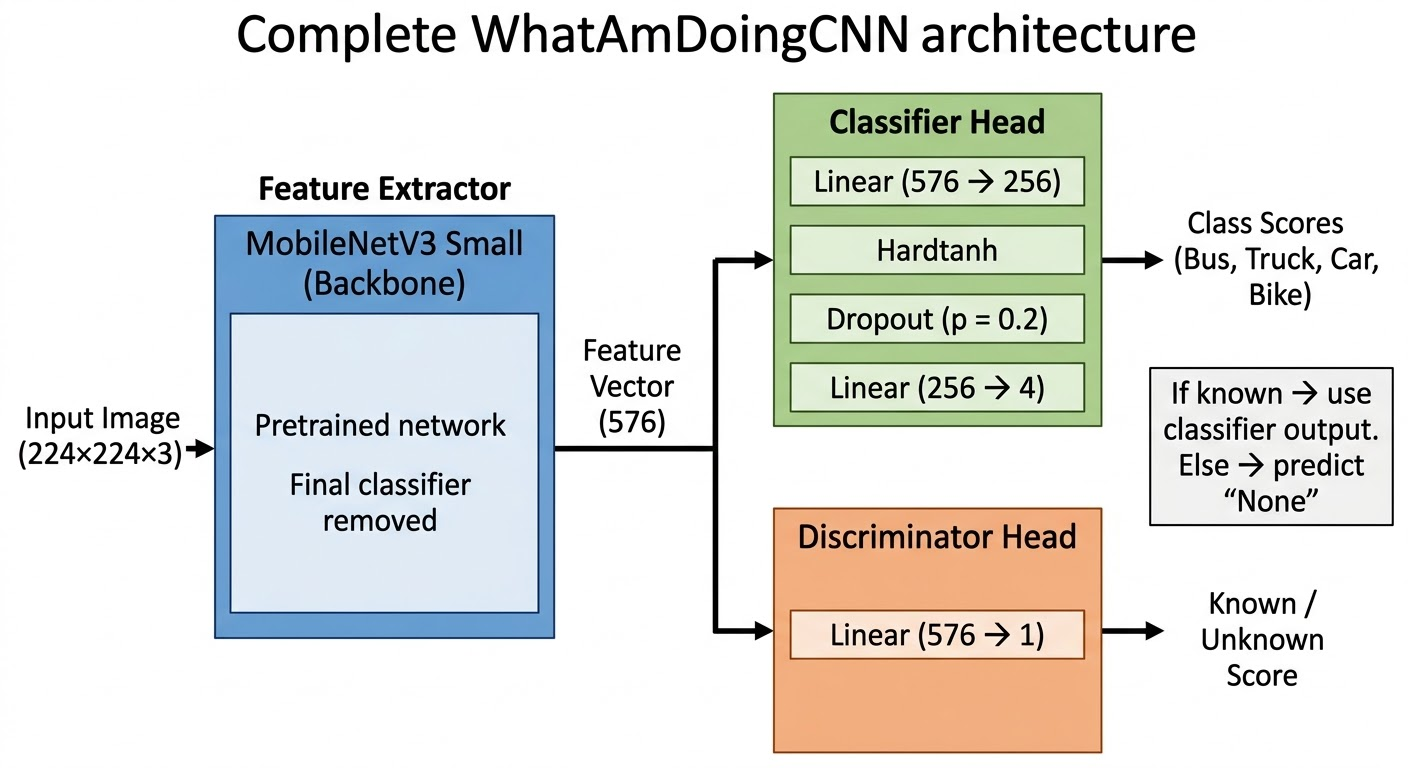 Complete WhatAmDoingCNN architecture
Feature Extractor
MobileNetV3 Small
(Backbone)
Pretrained network
Final classifier
removed
Input Image
(224×224×3)
Feature
Vector
(576)
Classifier Head
Linear (576 → 256)
Hardtanh
Dropout (p = 0.2)
Linear (256 → 4)
Class Scores
(Bus, Truck, Car,
Bike)
If known → use
classifier output.
Else → predict
“None”
Discriminator Head
Linear (576 → 1)
Known /
Unknown
Score